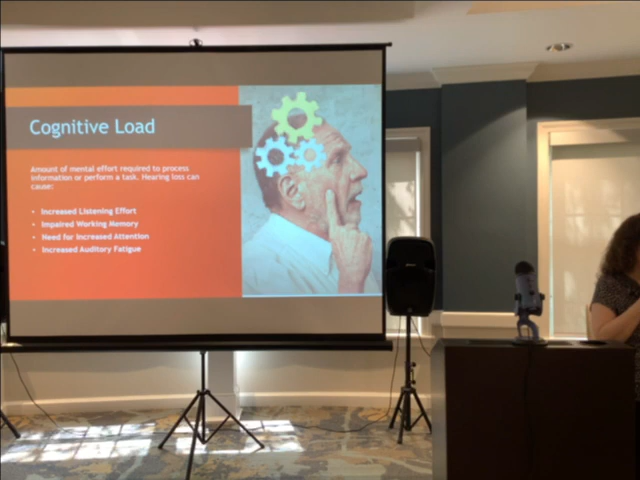 Cognitive Load
Amount of mental effort required to process
information or perform a task. Hearing loss can
cause:
• Increased Listening Effort
• Impaired Working Memory
• Need for Increased Attention
• Increased Auditory Fatigue